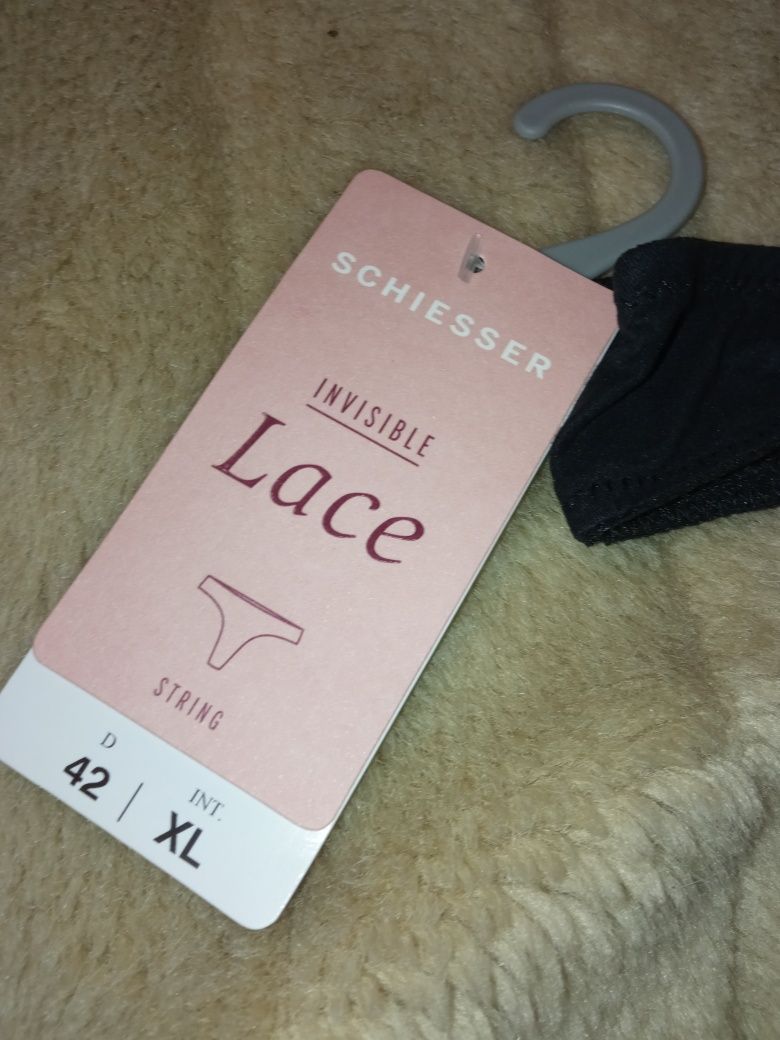 SCHIESSER
INVISIBLE
Lace
STRING
D
42 | INT.
XL